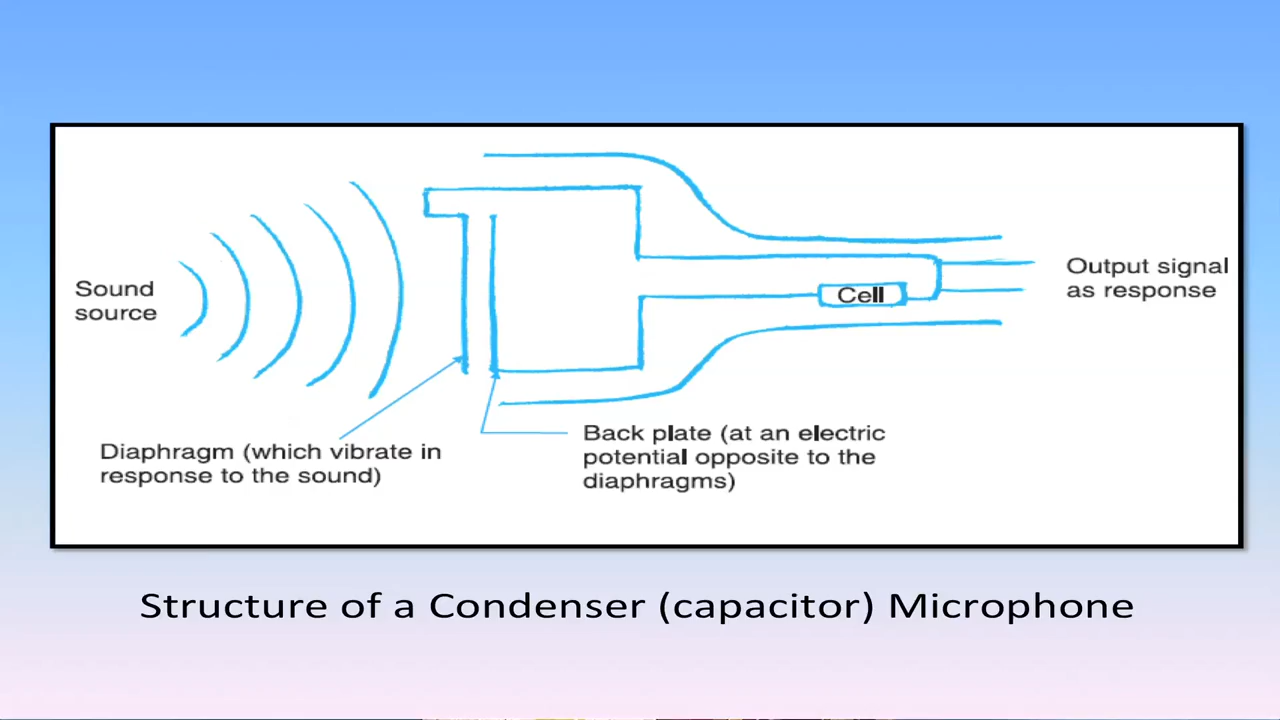 Sound
source
Output signal
as response
Cell
Diaphragm (which vibrate in
response to the sound)
Back plate (at an electric
potential opposite to the
diaphragms)
Structure of a Condenser (capacitor) Microphone